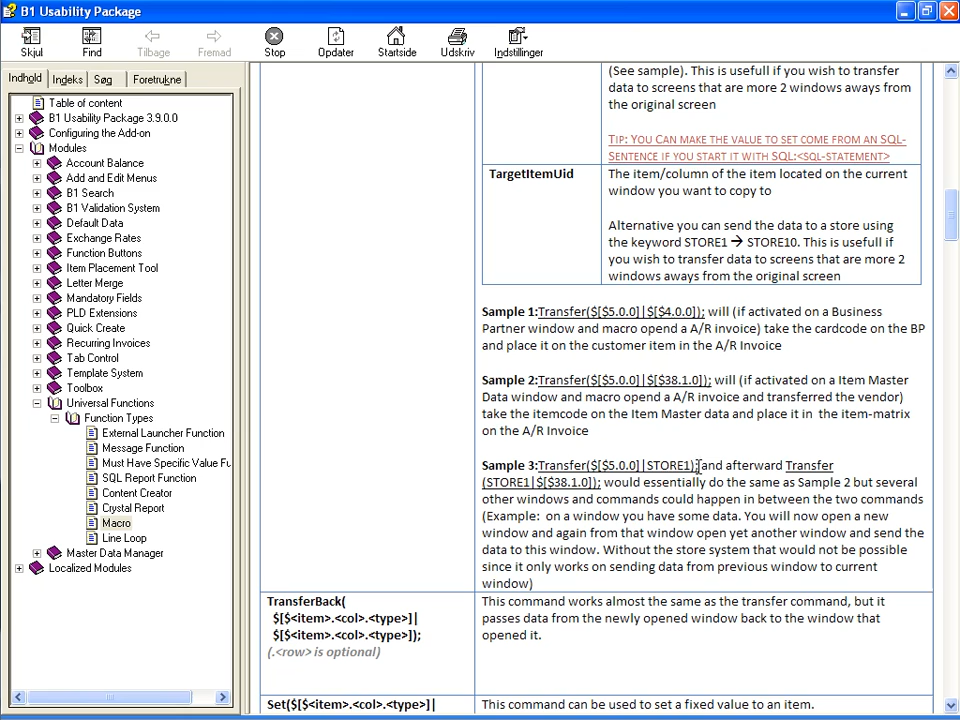 B1 Usability Package
Skjul
Find
Tilbage
Fremad
Stop
Opdater
Startside
Udskriv
Indstillinger
Indhold
Indeks
Søg
Foretrukne
Table of content
B1 Usability Package 3.9.0.0
Configuring the Add-on
Modules
Account Balance
Add and Edit Menus
B1 Search
B1 Validation System
Default Data
Exchange Rates
Function Buttons
Item Placement Tool
Letter Merge
Mandatory Fields
PLD Extensions
Quick Create
Recurring Invoices
Tab Control
Template System
Toolbox
Universal Functions
Function Types
External Launcher Function
Message Function
Must Have Specific Value Fu
SQL Report Function
Content Creator
Crystal Report
Macro
Line Loop
Master Data Manager
Localized Modules
(See sample). This is usefull if you wish to transfer
data to screens that are more 2 windows aways from
the original screen
TIP: YOU CAN MAKE THE VALUE TO SET COME FROM AN SQL-
SENTENCE IF YOU START IT WITH SQL:<SQL-STATEMENT>
TargetItemUid
The item/column of the item located on the current
window you want to copy to
Alternative you can send the data to a store using
the keyword STORE1 → STORE10. This is usefull if
you wish to transfer data to screens that are more 2
windows aways from the original screen
Sample 1:Transfer($[$5.0.0]|$[$4.0.0]); will (if activated on a Business
Partner window and macro opend a A/R invoice) take the cardcode on the BP
and place it on the customer item in the A/R Invoice
Sample 2:Transfer($[$5.0.0]|$[$38.1.0]); will (if activated on a Item Master
Data window and macro opend a A/R invoice and transferred the vendor)
take the itemcode on the Item Master data and place it in the item-matrix
on the A/R Invoice
Sample 3:Transfer($[$5.0.0]|STORE1); and afterward Transfer
(STORE1|$[$38.1.0]); would essentially do the same as Sample 2 but several
other windows and commands could happen in between the two commands
(Example: on a window you have some data. You will now open a new
window and again from that window open yet another window and send the
data to this window. Without the store system that would not be possible
since it only works on sending data from previous window to current
window)
TransferBack(
$[$<item>.<col>.<type>]|
$[$<item>.<col>.<type>]);
(.<row> is optional)
This command works almost the same as the transfer command, but it
passes data from the newly opened window back to the window that
opened it.
Set($[$<item>.<col>.<type>]|
This command can be used to set a fixed value to an item.